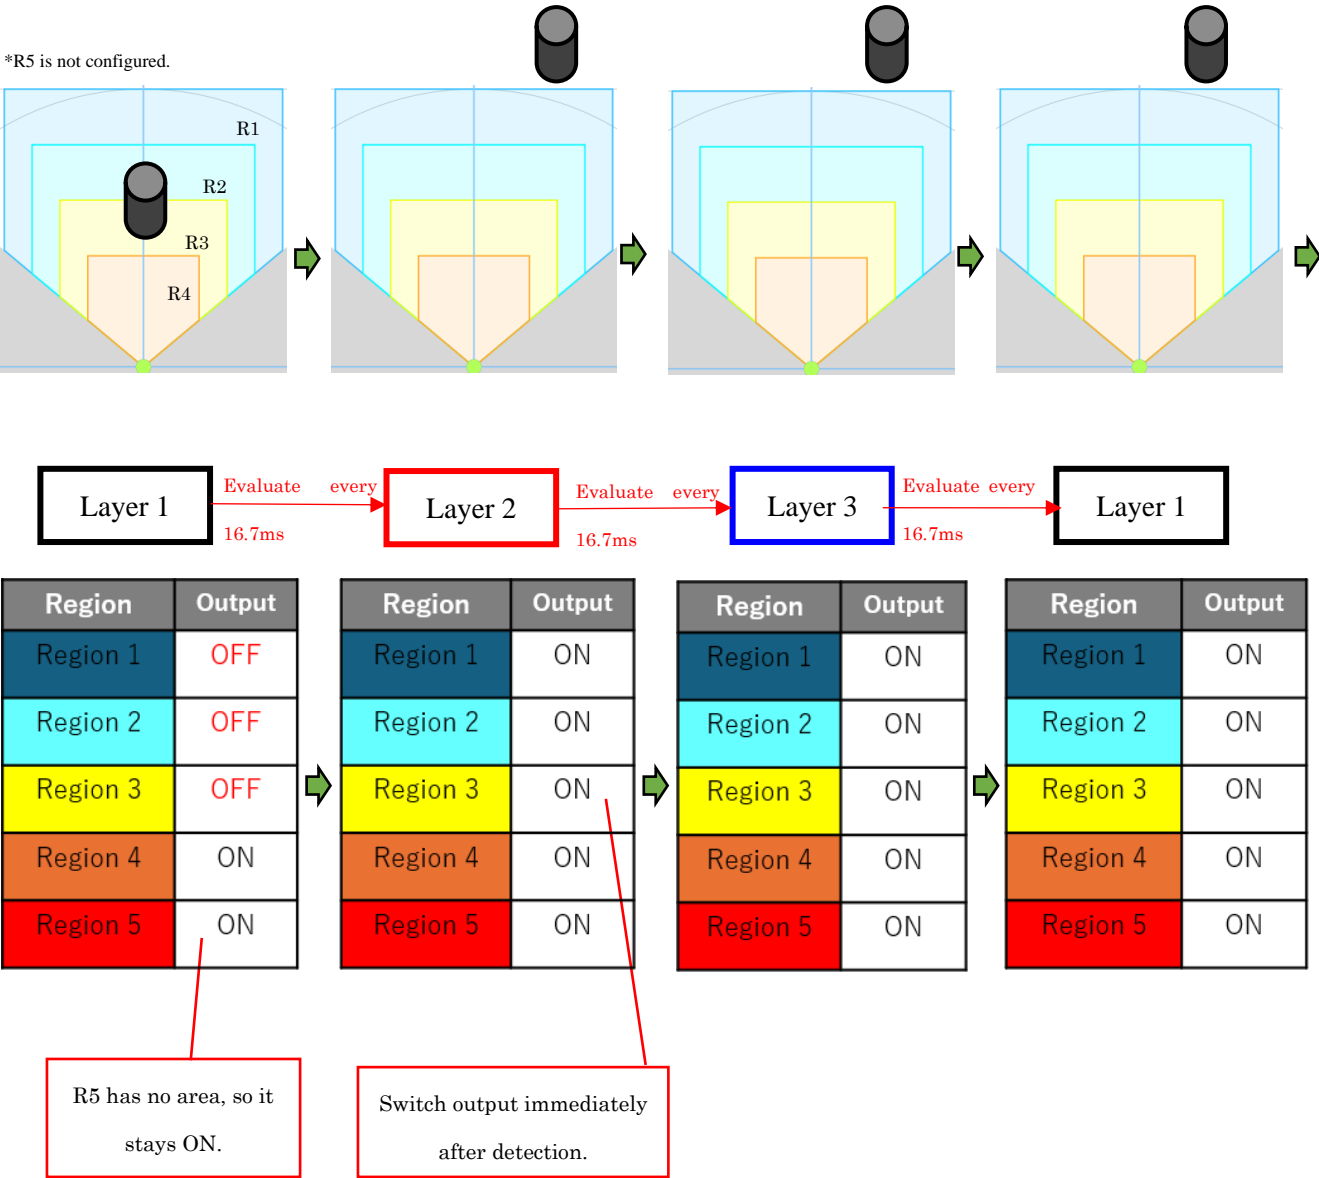 *R5 is not configured.
R1
R2
R3
R4
Layer 1
Evaluate every
16.7ms
Layer 2
Evaluate every
16.7ms
Layer 3
Evaluate every
16.7ms
Layer 1
Region Output
Region 1 OFF
Region 2 OFF
Region 3 OFF
Region 4 ON
Region 5 ON
Region Output
Region 1 ON
Region 2 ON
Region 3 ON
Region 4 ON
Region 5 ON
Region Output
Region 1 ON
Region 2 ON
Region 3 ON
Region 4 ON
Region 5 ON
Region Output
Region 1 ON
Region 2 ON
Region 3 ON
Region 4 ON
Region 5 ON
R5 has no area, so it
stays ON.
Switch output immediately
after detection.